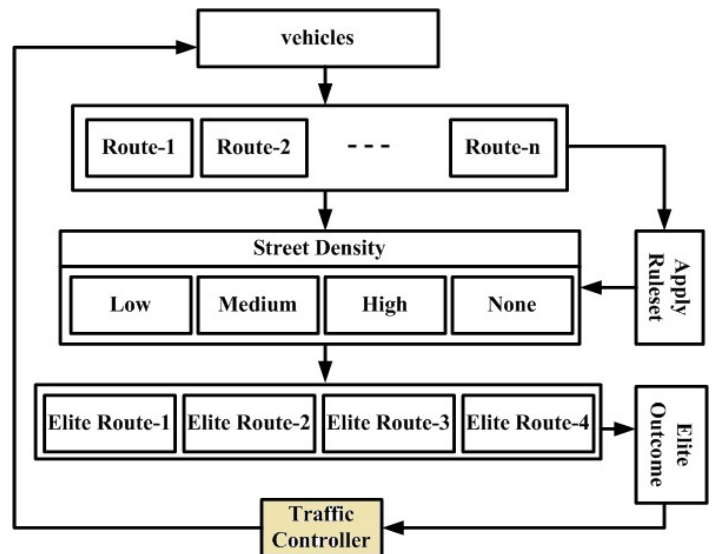 vehicles
Route-1 Route-2 - - - Route-n
Street Density
Low Medium High None
Apply
Ruleset
Elite Route-1 Elite Route-2 Elite Route-3 Elite Route-4
Elite
Outcome
Traffic
Controller